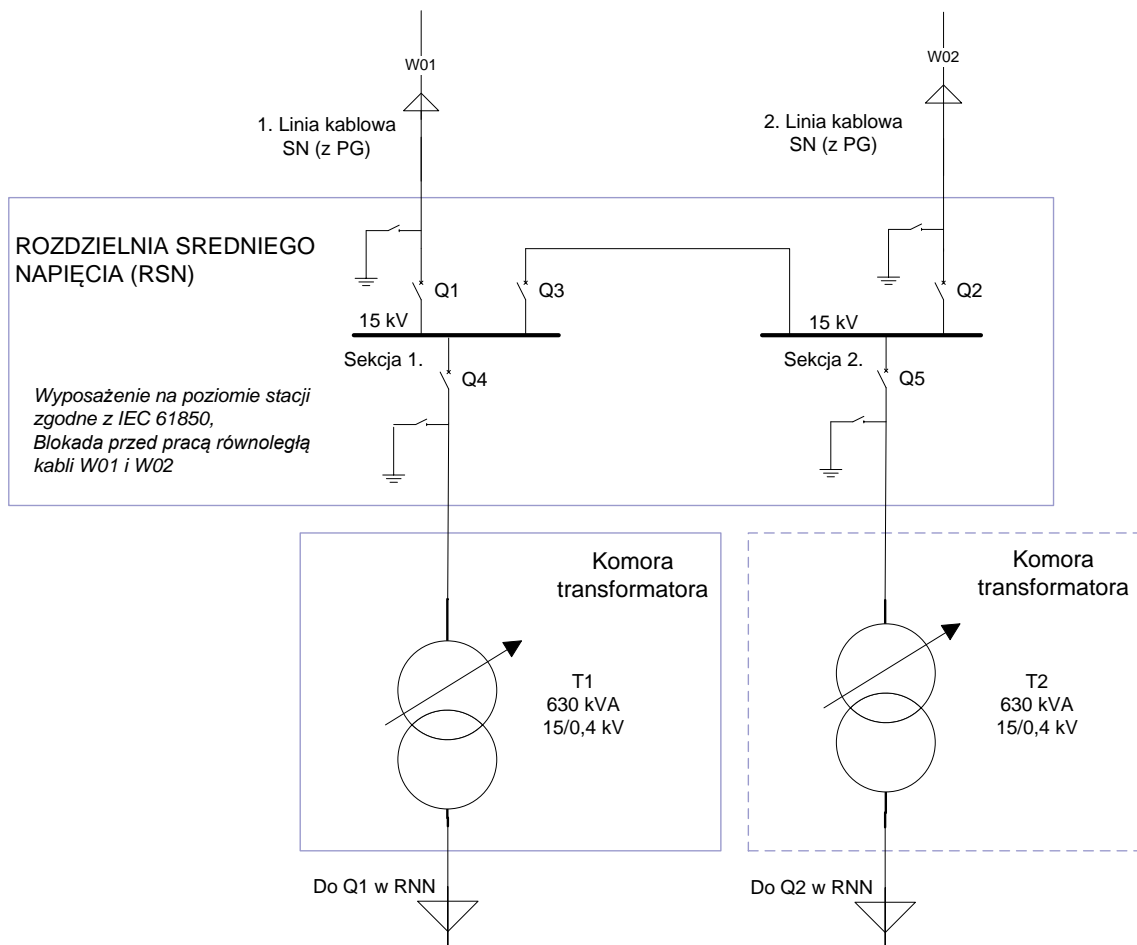 W01
W02
1. Linia kablowa
SN (z PG)
2. Linia kablowa
SN (z PG)
ROZDZIELNIA SREDNIEGO
NAPIĘCIA (RSN)
Q1
Q3
Q2
15 kV
15 kV
Sekcja 1.
Sekcja 2.
Q4
Q5
Wyposażenie na poziomie stacji
zgodne z IEC 61850,
Blokada przed pracą równoległą
kabli W01 i W02
Komora
transformatora
Komora
transformatora
T1
630 kVA
15/0,4 kV
T2
630 kVA
15/0,4 kV
Do Q1 w RNN
Do Q2 w RNN